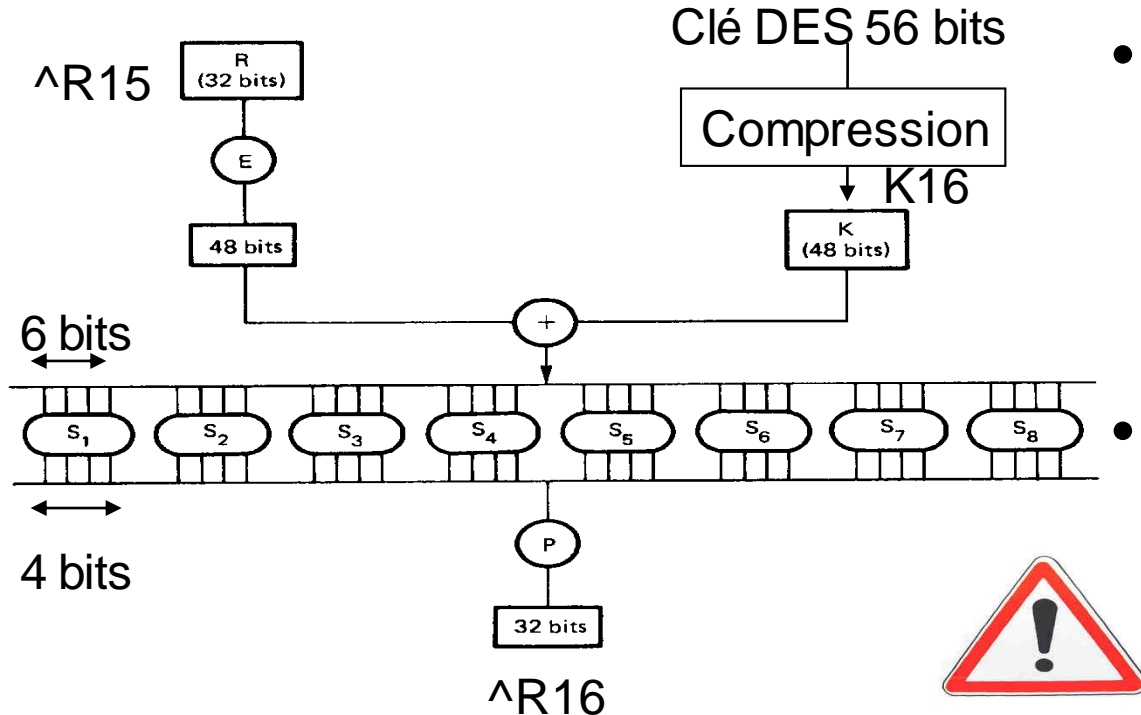 Clé DES 56 bits
^R15
R
(32 bits)
Compression
E
K16
48 bits
K
(48 bits)
+
6 bits
S1 S2 S3 S4 S5 S6 S7 S8
4 bits
P
32 bits
^R16
!